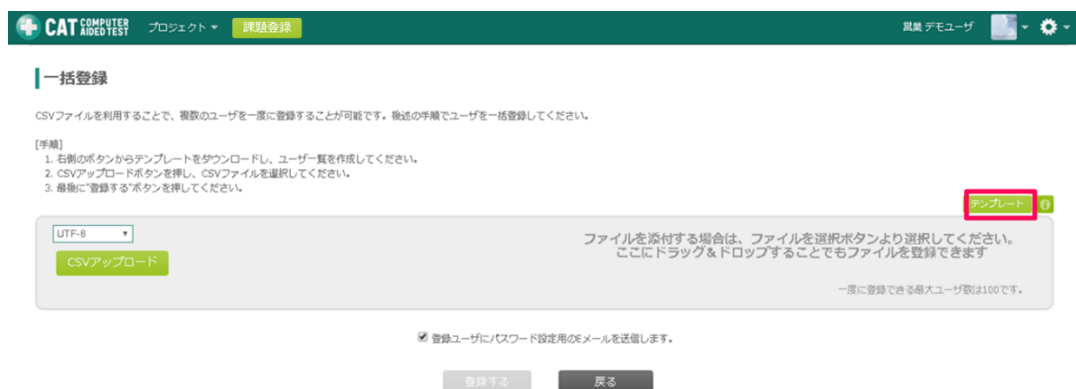 CAT COMPUTER AIDED TEST プロジェクト 課題登録 営業 デモユーザ
一括登録
CSVファイルを利用することで、複数のユーザを一度に登録することが可能です。後述の手順でユーザを一括登録してください。
[手順]
1. 右側のボタンからテンプレートをダウンロードし、ユーザ一覧を作成してください。
2. CSVアップロードボタンを押し、CSVファイルを選択してください。
3. 最後に"登録する"ボタンを押してください。
テンプレート
UTF-8
CSVアップロード
ファイルを添付する場合は、ファイルを選択ボタンより選択してください。
ここにドラッグ&ドロップすることでもファイルを登録できます
一度に登録できる最大ユーザ数は100です。
登録ユーザにパスワード設定用のEメールを送信します。
登録する 戻る